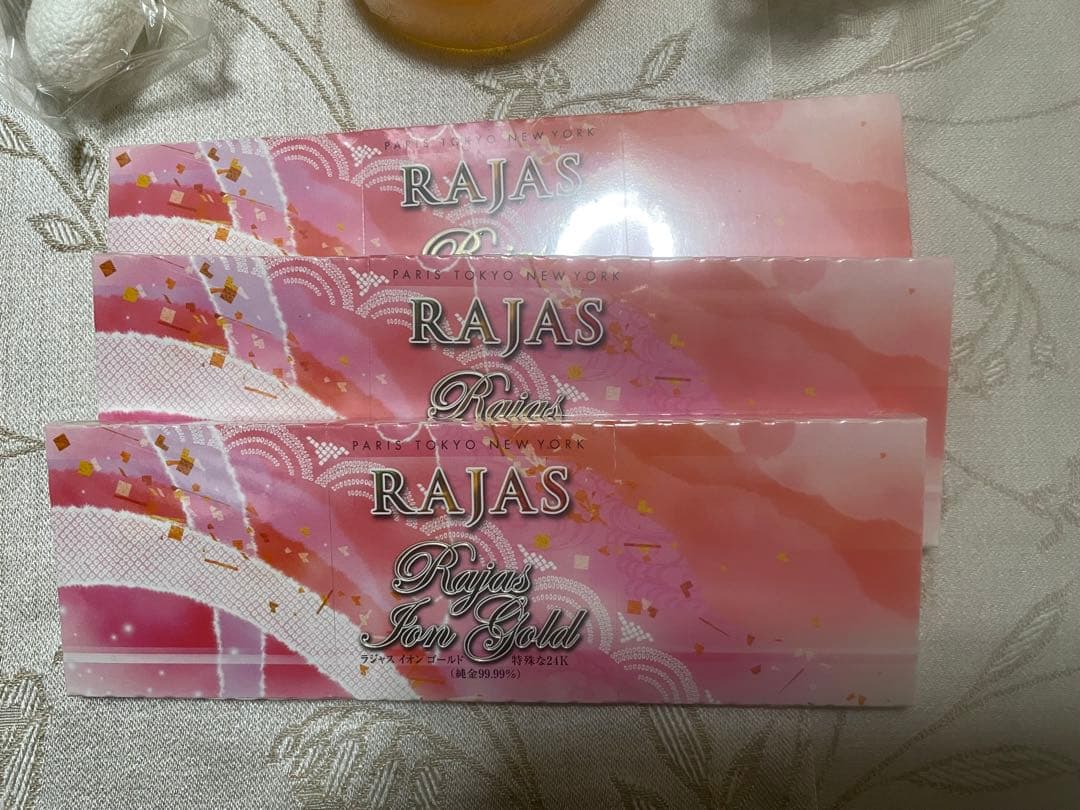 PARIS TOKYO NEW YORK
RAJAS
PARIS TOKYO NEW YORK
RAJAS
Rajas
PARIS TOKYO NEW YORK
RAJAS
Rajas
Ion Gold
ラジャス イオン ゴールド 特殊な24K
(純金99.99%)